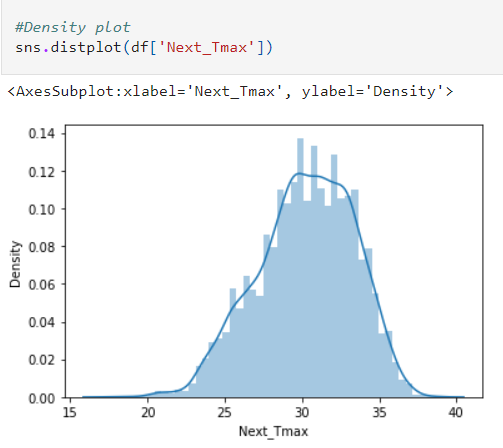 #Density plot
sns.distplot(df['Next_Tmax'])
<AxesSubplot:xlabel='Next_Tmax', ylabel='Density'>
0.14
0.12
0.10
0.08
0.06
0.04
0.02
0.00
Density
15 20 25 30 35 40
Next_Tmax